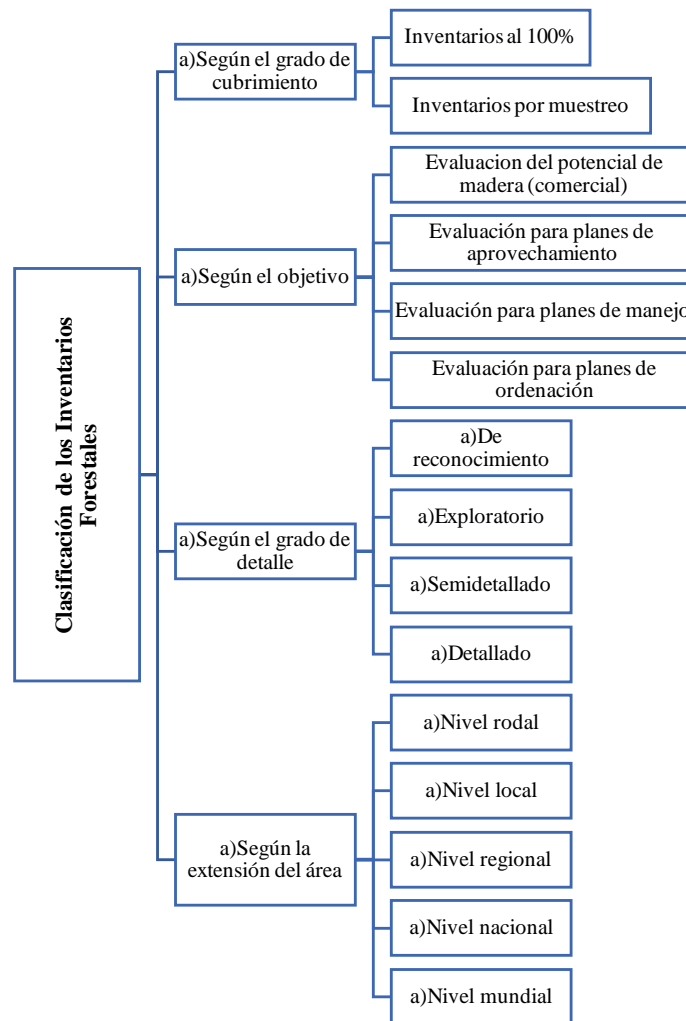 Clasificación de los Inventarios
Forestales
a)Según el grado de
cubrimiento
Inventarios al 100%
Inventarios por muestreo
a)Según el objetivo
Evaluacion del potencial de
madera (comercial)
Evaluación para planes de
aprovechamiento
Evaluación para planes de manejo
Evaluación para planes de
ordenación
a)Según el grado de
detalle
a)De
reconocimiento
a)Exploratorio
a)Semidetallado
a)Detallado
a)Según la
extensión del área
a)Nivel rodal
a)Nivel local
a)Nivel regional
a)Nivel nacional
a)Nivel mundial